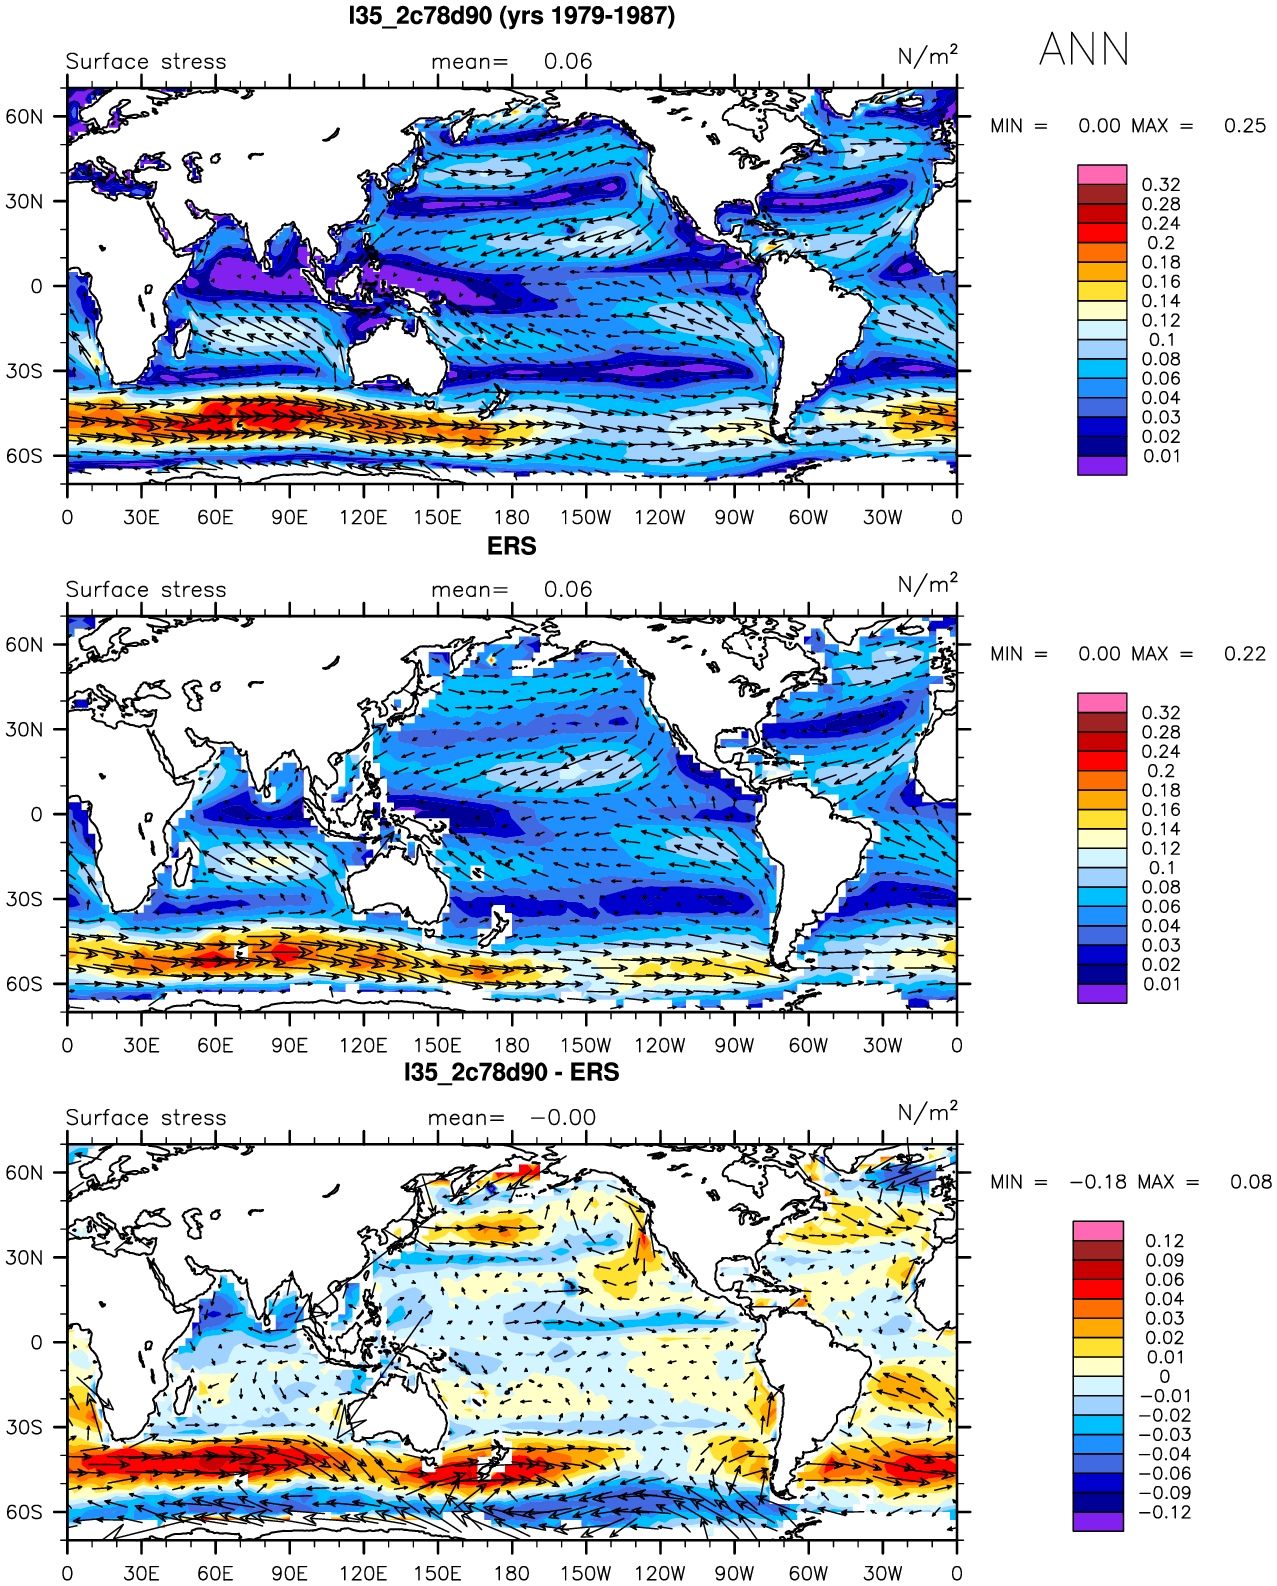 I35_2c78d90 (yrs 1979-1987)
Surface stress mean= 0.06 N/m²
ANN
MIN = 0.00 MAX = 0.25
60N
30N
0
30S
60S
0 30E 60E 90E 120E 150E 180 150W 120W 90W 60W 30W 0
0.32
0.28
0.24
0.2
0.18
0.16
0.14
0.12
0.1
0.08
0.06
0.04
0.03
0.02
0.01
ERS
Surface stress mean= 0.06 N/m²
MIN = 0.00 MAX = 0.22
60N
30N
0
30S
60S
0 30E 60E 90E 120E 150E 180 150W 120W 90W 60W 30W 0
0.32
0.28
0.24
0.2
0.18
0.16
0.14
0.12
0.1
0.08
0.06
0.04
0.03
0.02
0.01
I35_2c78d90 - ERS
Surface stress mean= −0.00 N/m²
MIN = −0.18 MAX = 0.08
60N
30N
0
30S
60S
0 30E 60E 90E 120E 150E 180 150W 120W 90W 60W 30W 0
0.12
0.09
0.06
0.04
0.03
0.02
0.01
0
−0.01
−0.02
−0.03
−0.04
−0.06
−0.09
−0.12